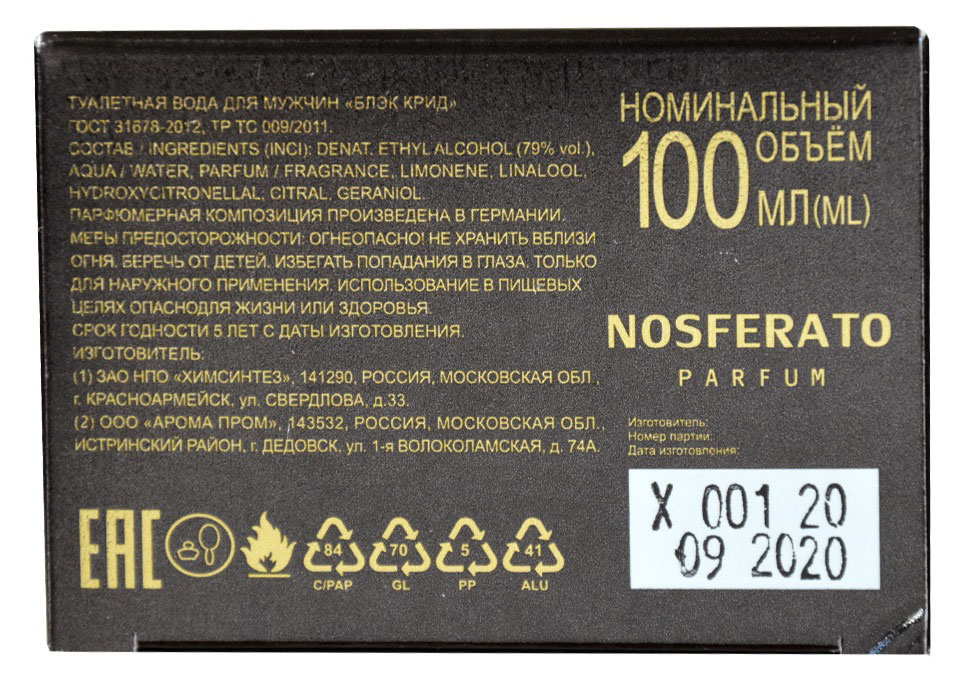 ТУАЛЕТНАЯ ВОДА ДЛЯ МУЖЧИН «БЛЭК КРИД»
ГОСТ 31678-2012, ТР ТС 009/2011.
СОСТАВ / INGREDIENTS (INCI): DENAT. ETHYL ALCOHOL (79% vol.),
AQUA / WATER, PARFUM / FRAGRANCE, LIMONENE, LINALOOL,
HYDROXYCITRONELLAL, CITRAL, GERANIOL.
ПАРФЮМЕРНАЯ КОМПОЗИЦИЯ ПРОИЗВЕДЕНА В ГЕРМАНИИ.
МЕРЫ ПРЕДОСТОРОЖНОСТИ: ОГНЕОПАСНО! НЕ ХРАНИТЬ ВБЛИЗИ
ОГНЯ. БЕРЕЧЬ ОТ ДЕТЕЙ. ИЗБЕГАТЬ ПОПАДАНИЯ В ГЛАЗА. ТОЛЬКО
ДЛЯ НАРУЖНОГО ПРИМЕНЕНИЯ. ИСПОЛЬЗОВАНИЕ В ПИЩЕВЫХ
ЦЕЛЯХ ОПАСНОДЛЯ ЖИЗНИ ИЛИ ЗДОРОВЬЯ.
СРОК ГОДНОСТИ 5 ЛЕТ С ДАТЫ ИЗГОТОВЛЕНИЯ.
ИЗГОТОВИТЕЛЬ:
(1) ЗАО НПО «ХИМСИНТЕЗ», 141290, РОССИЯ, МОСКОВСКАЯ ОБЛ.,
г. КРАСНОАРМЕЙСК, ул. СВЕРДЛОВА, д.33.
(2) ООО «АРОМА ПРОМ», 143532, РОССИЯ, МОСКОВСКАЯ ОБЛ.,
ИСТРИНСКИЙ РАЙОН, г. ДЕДОВСК, ул. 1-я ВОЛОКОЛАМСКАЯ, д. 74А.
НОМИНАЛЬНЫЙ
100 ОБЪЁМ
МЛ(ML)
NOSFERATO
PARFUM
Изготовитель:
Номер партии:
Дата изготовления:
X 001 20
09 2020
EAC
84 70 5 41
C/PAP GL PP ALU